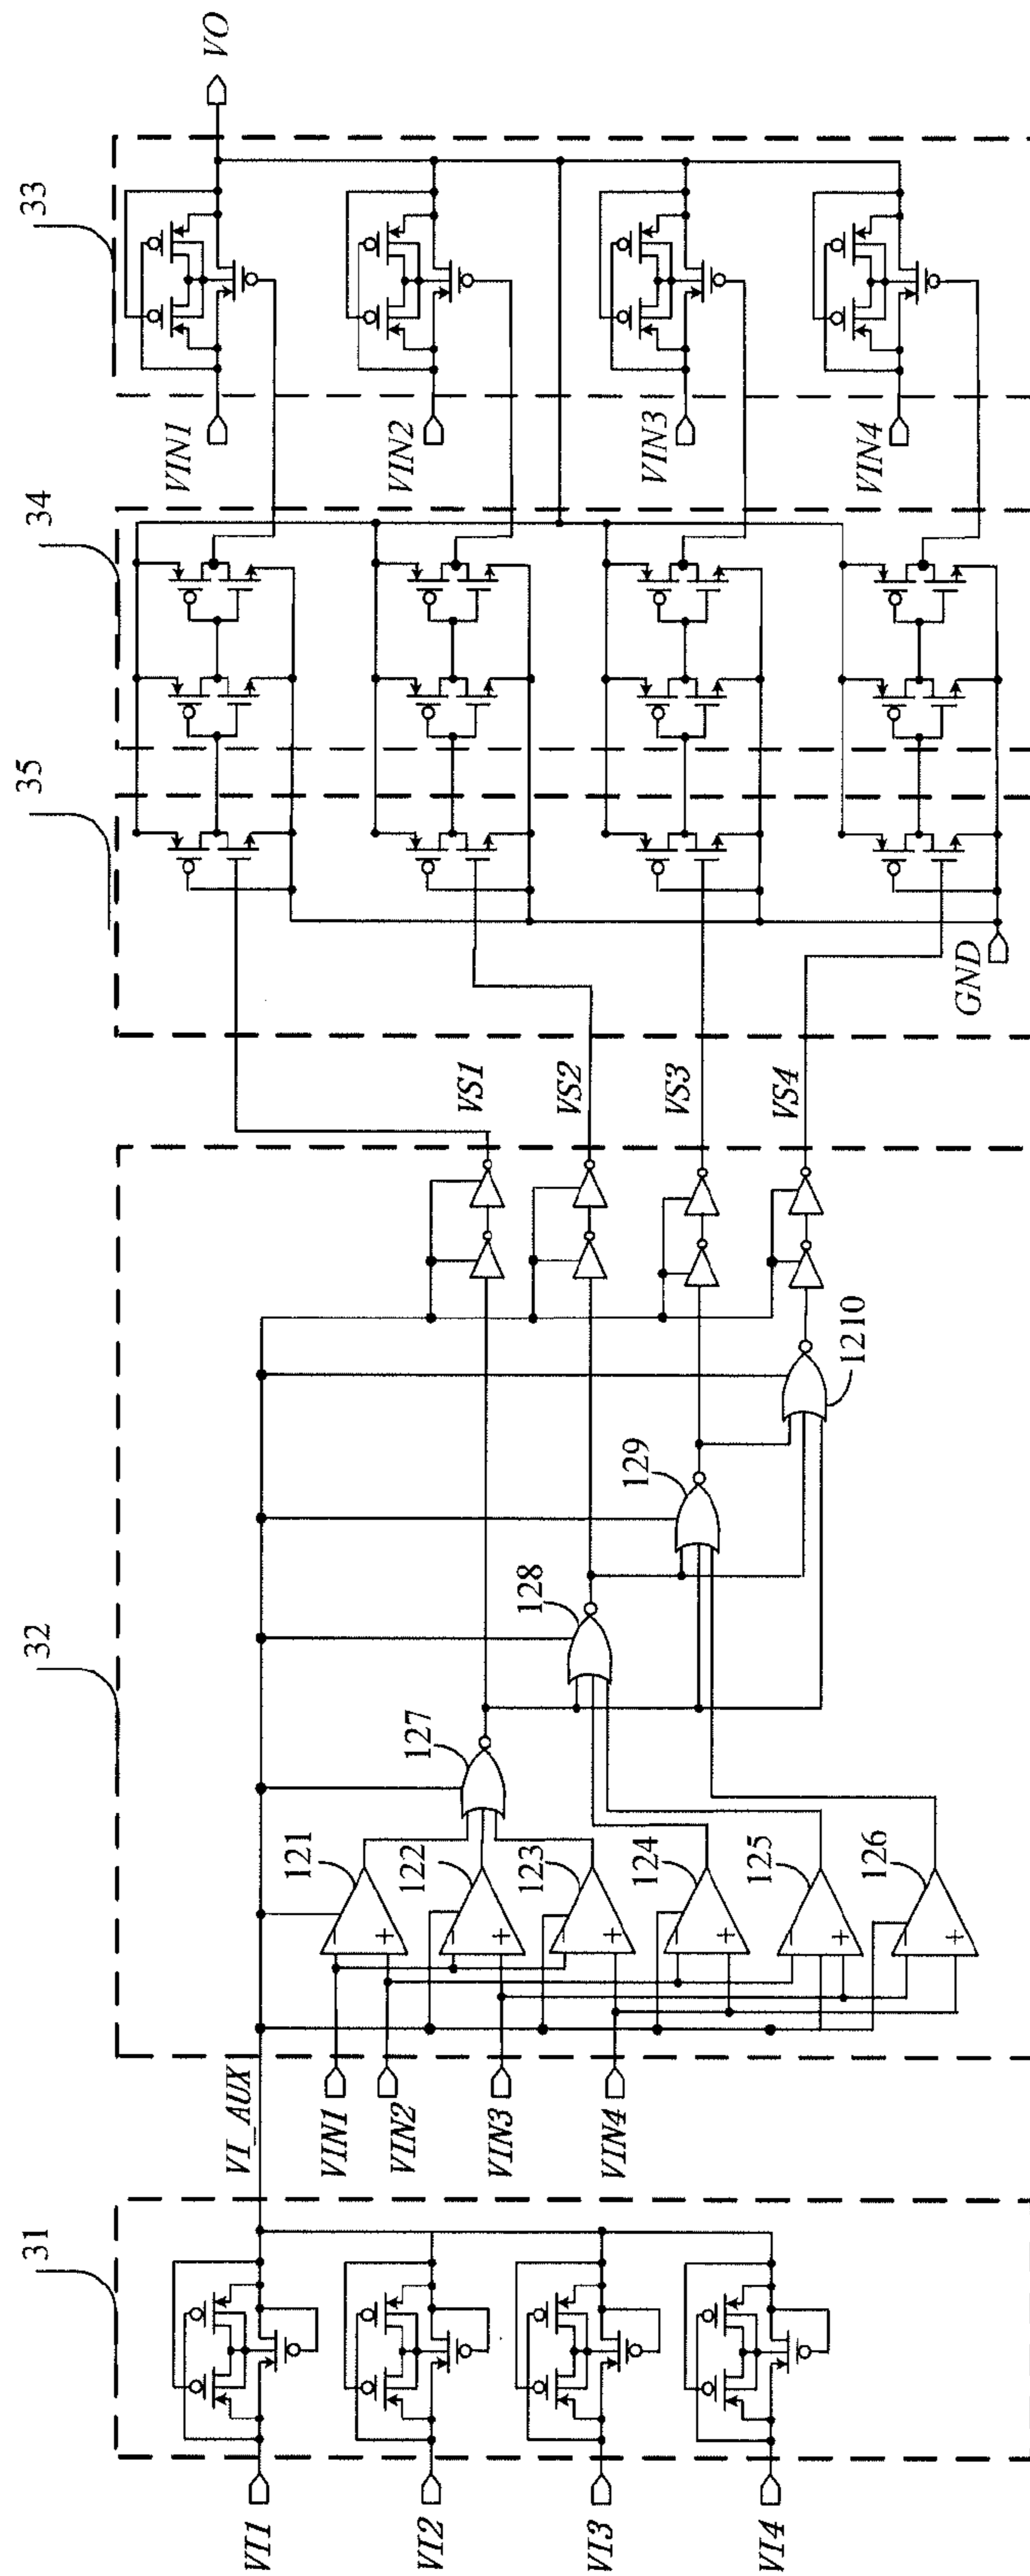 31
32
35
34
33
VI1
VI2
VI3
VI4
VI_AUX
VIN1
VIN2
VIN3
VIN4
121
122
123
124
125
126
127
128
129
1210
VS1
VS2
VS3
VS4
GND
VIN1
VIN2
VIN3
VIN4
VO
− 
+
− 
+
− 
+
− 
+
− 
+
− 
+